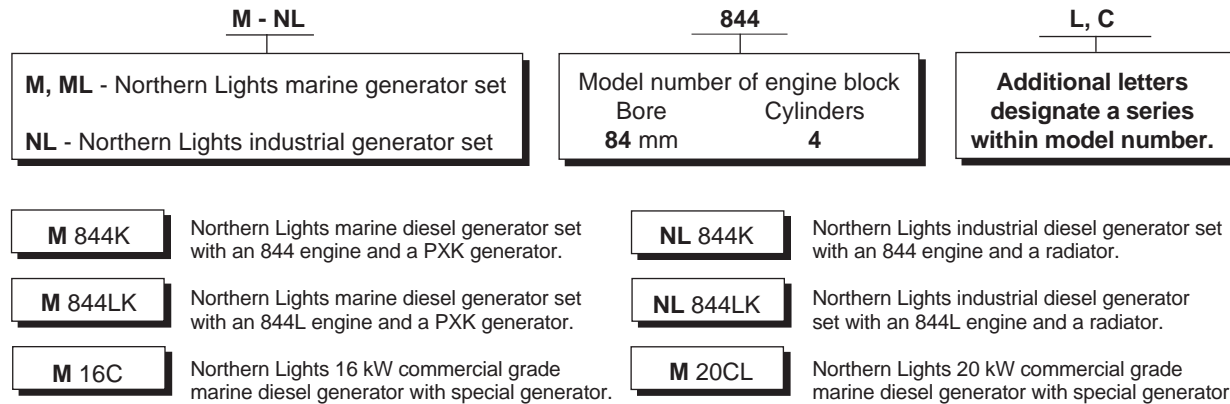 M - NL
844
L, C
M, ML - Northern Lights marine generator set
NL - Northern Lights industrial generator set
Model number of engine block
Bore Cylinders
84 mm 4
Additional letters
designate a series
within model number.
M 844K
Northern Lights marine diesel generator set
with an 844 engine and a PXK generator.
NL 844K
Northern Lights industrial diesel generator set
with an 844 engine and a radiator.
M 844LK
Northern Lights marine diesel generator set
with an 844L engine and a PXK generator.
NL 844LK
Northern Lights industrial diesel generator
set with an 844L engine and a radiator.
M 16C
Northern Lights 16 kW commercial grade
marine diesel generator with special generator.
M 20CL
Northern Lights 20 kW commercial grade
marine diesel generator with special generator